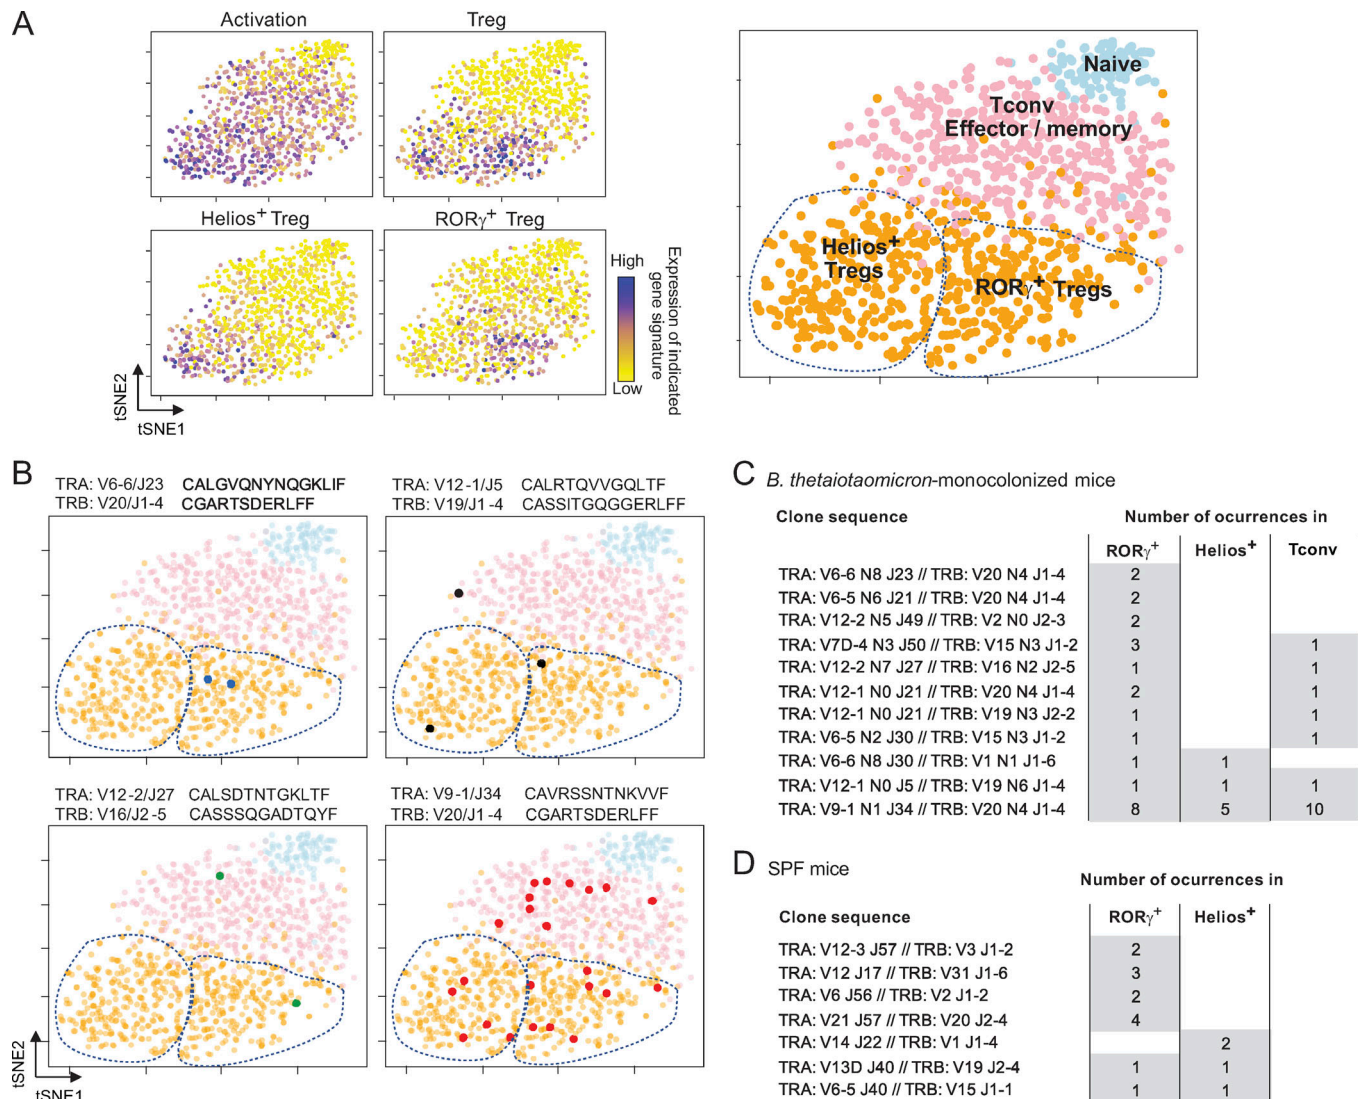 A
Activation
Treg
Helios+ Treg
RORγ+ Treg
High
Low
Expression of indicated
gene signature
tSNE2
tSNE1
Naive
Tconv
Effector / memory
Helios+
Tregs
RORγ+ Tregs
B
TRA: V6-6/J23 CALGVQNYNQGKLIF
TRB: V20/J1-4 CGARTSDERLFF
TRA: V12-1/J5 CALRTQVVGQLTF
TRB: V19/J1-4 CASSITGQGGERLFF
TRA: V12-2/J27 CALSDTNTGKLTF
TRB: V16/J2-5 CASSSQGADTQYF
TRA: V9-1/J34 CAVRSSNTNKVVF
TRB: V20/J1-4 CGARTSDERLFF
tSNE2
tSNE1
C B. thetaiotaomicron-monocolonized mice
Clone sequence Number of ocurrences in
RORγ+ Helios+ Tconv
TRA: V6-6 N8 J23 // TRB: V20 N4 J1-4 2
TRA: V6-5 N6 J21 // TRB: V20 N4 J1-4 2
TRA: V12-2 N5 J49 // TRB: V2 N0 J2-3 2
TRA: V7D-4 N3 J50 // TRB: V15 N3 J1-2 3 1
TRA: V12-2 N7 J27 // TRB: V16 N2 J2-5 1 1
TRA: V12-1 N0 J21 // TRB: V20 N4 J1-4 2 1
TRA: V12-1 N0 J21 // TRB: V19 N3 J2-2 1 1
TRA: V6-5 N2 J30 // TRB: V15 N3 J1-2 1 1
TRA: V6-6 N8 J30 // TRB: V1 N1 J1-6 1 1
TRA: V12-1 N0 J5 // TRB: V19 N6 J1-4 1 1 1
TRA: V9-1 N1 J34 // TRB: V20 N4 J1-4 8 5 10
D SPF mice
Number of ocurrences in
Clone sequence RORγ+ Helios+
TRA: V12-3 J57 // TRB: V3 J1-2 2
TRA: V12 J17 // TRB: V31 J1-6 3
TRA: V6 J56 // TRB: V2 J1-2 2
TRA: V21 J57 // TRB: V20 J2-4 4
TRA: V14 J22 // TRB: V1 J1-4 2
TRA: V13D J40 // TRB: V19 J2-4 1 1
TRA: V6-5 J40 // TRB: V15 J1-1 1 1